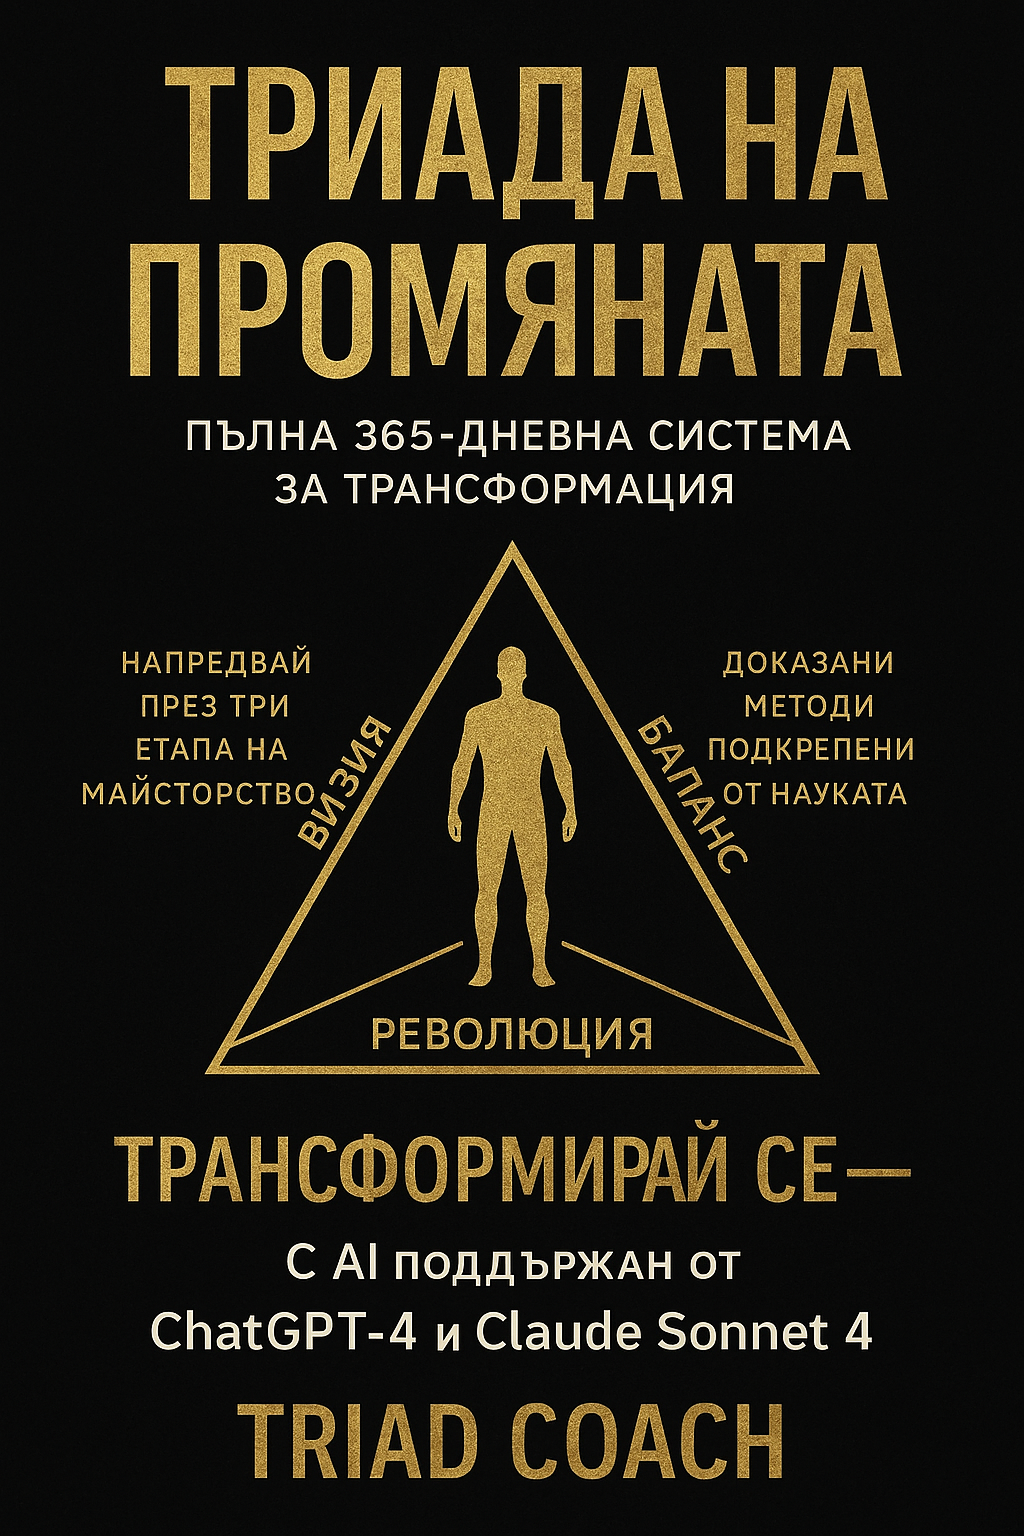 ТРИАДА НА
ПРОМЯНАТА
ПЪЛНА 365-ДНЕВНА СИСТЕМА
ЗА ТРАНСФОРМАЦИЯ
НАПРЕДВАЙ
ПРЕЗ ТРИ
ЕТАПА НА
МАЙСТОРСТВО
ВИЗИЯ
БАПАНС
ДОКАЗАНИ
МЕТОДИ
ПОДКРЕПЕНИ
ОТ НАУКАТА
РЕВОЛЮЦИЯ
ТРАНСФОРМИРАЙ СЕ—
С AI ПОДДЪРЖАН ОТ
ChatGPT-4 и Claude Sonnet 4
TRIAD COACH